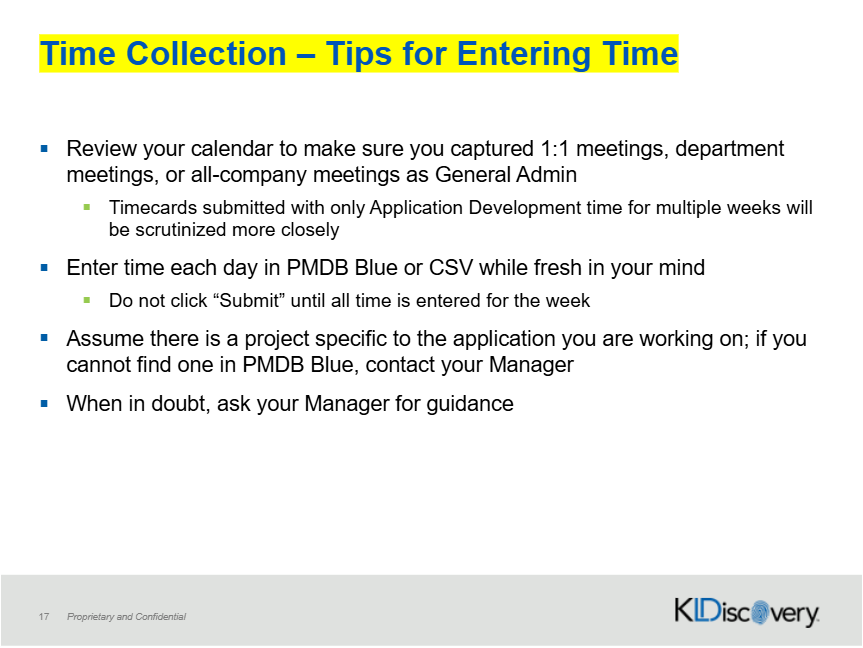 Time Collection – Tips for Entering Time
Review your calendar to make sure you captured 1:1 meetings, department
meetings, or all-company meetings as General Admin
Timecards submitted with only Application Development time for multiple weeks will
be scrutinized more closely
Enter time each day in PMDB Blue or CSV while fresh in your mind
Do not click “Submit” until all time is entered for the week
Assume there is a project specific to the application you are working on; if you
cannot find one in PMDB Blue, contact your Manager
When in doubt, ask your Manager for guidance
17 Proprietary and Confidential
KLDiscovery